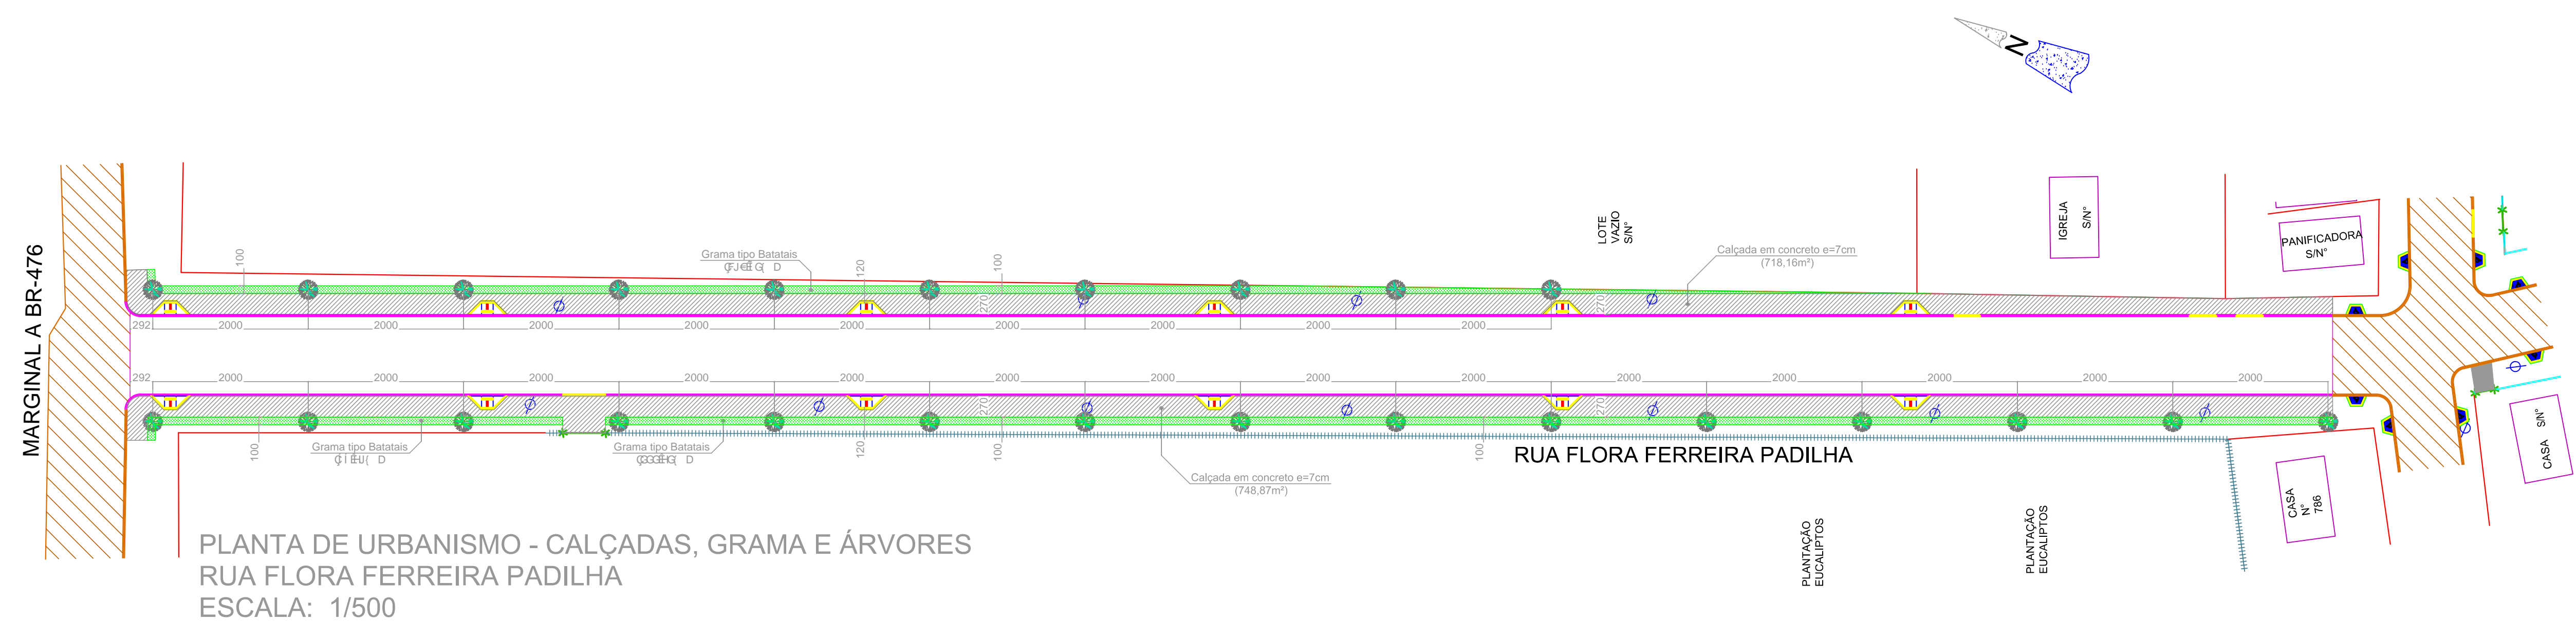 N
MARGINAL A BR-476
LOTE
VAZIO
S/N°
IGREJA
S/N°
PANIFICADORA
S/N°
Grama tipo Batatais
Calçada em concreto e=7cm
(718,16m²)
100
120
100
270
270
292
2000
2000
2000
2000
2000
2000
2000
2000
2000
292
2000
2000
2000
2000
2000
2000
2000
2000
2000
2000
2000
2000
2000
2000
270
270
100
120
100
100
Grama tipo Batatais
Grama tipo Batatais
Calçada em concreto e=7cm
(748,87m²)
RUA FLORA FERREIRA PADILHA
PLANTAÇÃO
EUCALIPTOS
PLANTAÇÃO
EUCALIPTOS
CASA
N°
786
CASA S/N°
PLANTA DE URBANISMO - CALÇADAS, GRAMA E ÁRVORES
RUA FLORA FERREIRA PADILHA
ESCALA: 1/500